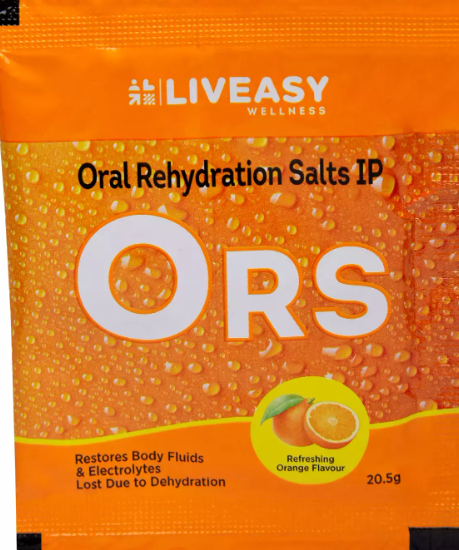 LIVEASY
WELLNESS
Oral Rehydration Salts IP
ORS
Restores Body Fluids
& Electrolytes
Lost Due to Dehydration
Refreshing
Orange Flavour
20.5g